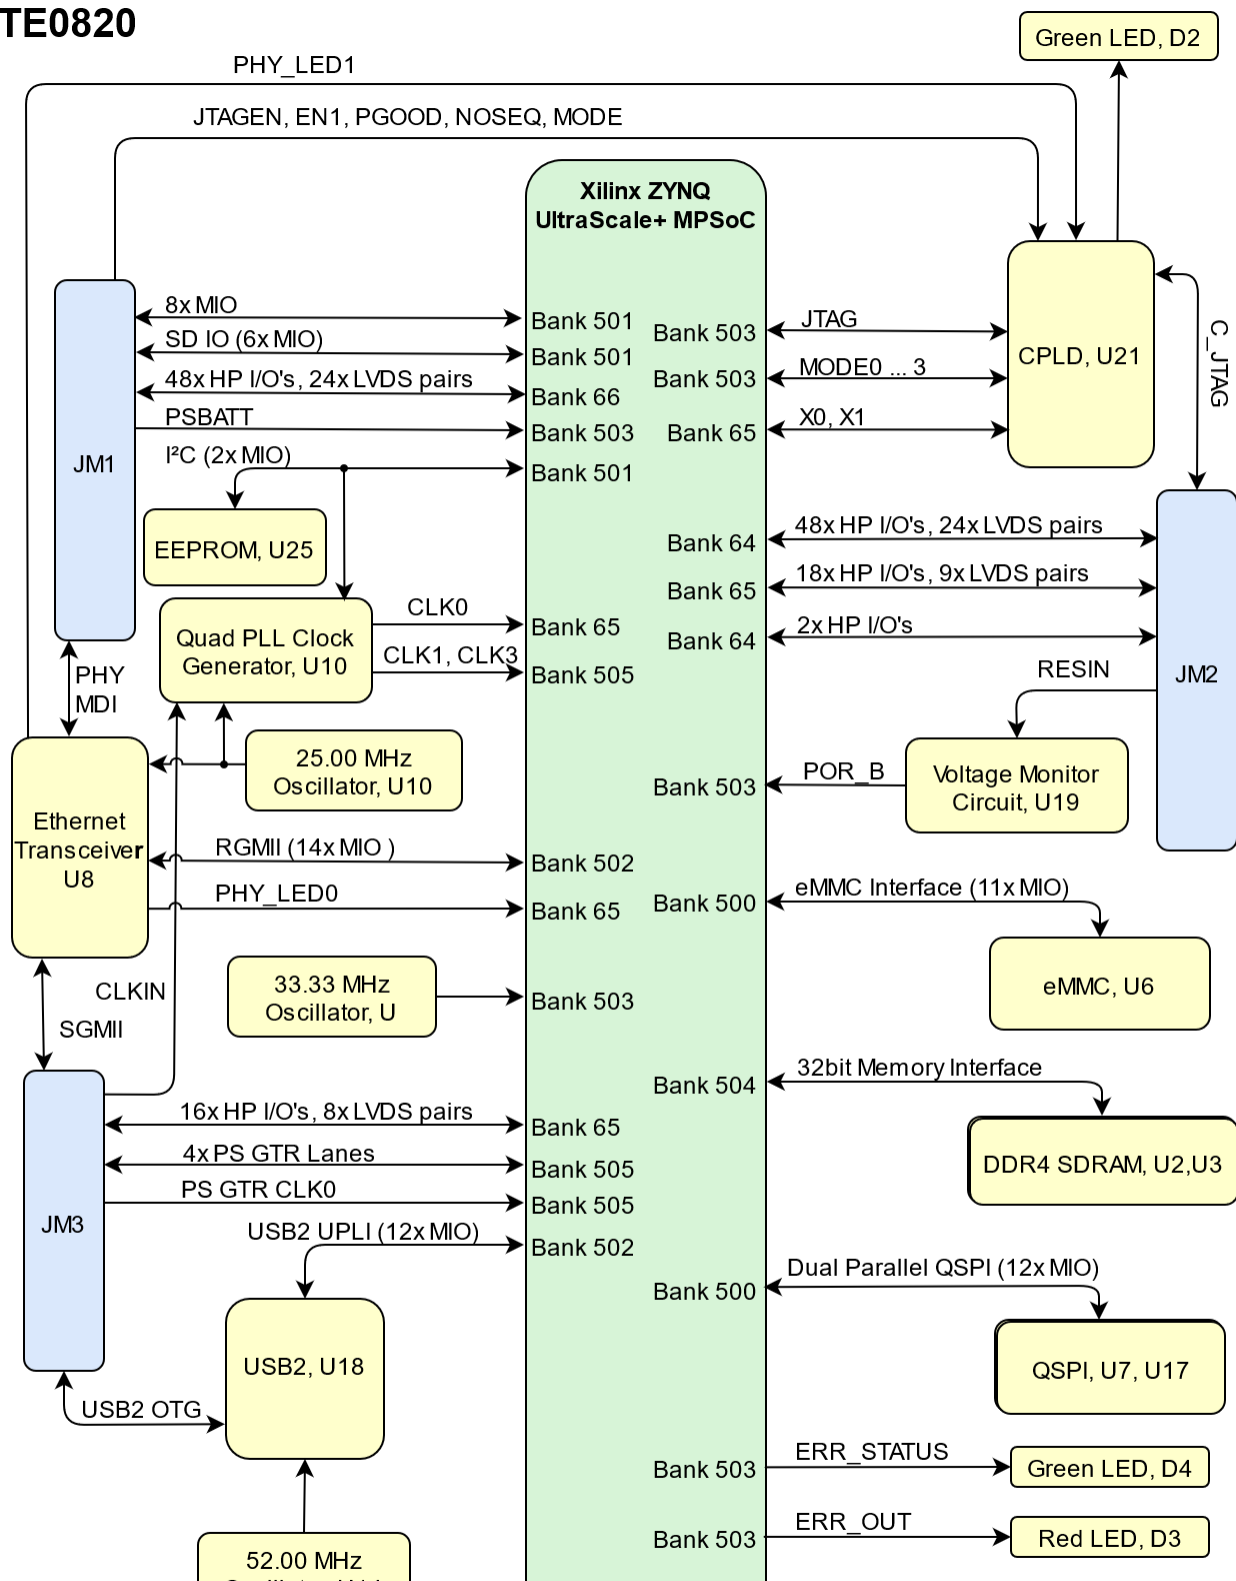 TE0820
Green LED, D2
PHY_LED1
JTAGEN, EN1, PGOOD, NOSEQ, MODE
Xilinx ZYNQ
UltraScale+ MPSoC
8x MIO
Bank 501
SD IO (6x MIO)
Bank 501
48x HP I/O's, 24x LVDS pairs
Bank 66
PSBATT
Bank 503
I²C (2x MIO)
Bank 501
JM1
EEPROM, U25
Bank 503
JTAG
Bank 503
MODE0 ... 3
Bank 65
X0, X1
CPLD, U21
C_JTAG
Quad PLL Clock
Generator, U10
CLK0
Bank 65
CLK1, CLK3
Bank 505
PHY
MDI
25.00 MHz
Oscillator, U10
Bank 64
48x HP I/O's, 24x LVDS pairs
Bank 65
18x HP I/O's, 9x LVDS pairs
Bank 64
2x HP I/O's
JM2
RESIN
Voltage Monitor
Circuit, U19
POR_B
Bank 503
Ethernet
Transceiver
U8
RGMII (14x MIO )
Bank 502
PHY_LED0
Bank 65
Bank 500
eMMC Interface (11x MIO)
eMMC, U6
33.33 MHz
Oscillator, U
Bank 503
CLKIN
SGMII
Bank 504
32bit Memory Interface
DDR4 SDRAM, U2,U3
16x HP I/O's, 8x LVDS pairs
Bank 65
4x PS GTR Lanes
Bank 505
PS GTR CLK0
Bank 505
JM3
USB2 UPLI (12x MIO)
Bank 502
USB2, U18
USB2 OTG
Bank 500
Dual Parallel QSPI (12x MIO)
QSPI, U7, U17
Bank 503
ERR_STATUS
Green LED, D4
Bank 503
ERR_OUT
Red LED, D3
52.00 MHz